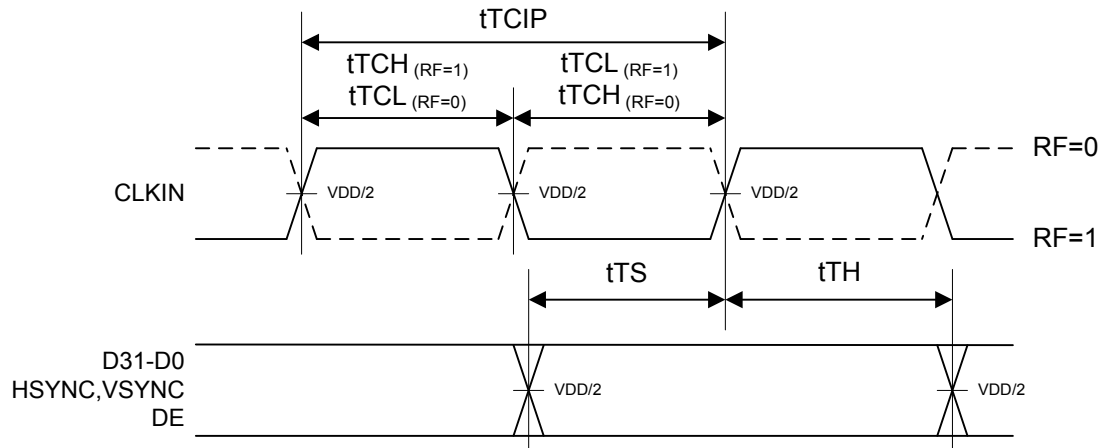 tTCIP
tTCH (RF=1)
tTCL (RF=1)
tTCL (RF=0)
tTCH (RF=0)
RF=0
CLKIN
VDD/2
VDD/2
VDD/2
RF=1
tTS
tTH
D31-D0
HSYNC,VSYNC
DE
VDD/2
VDD/2